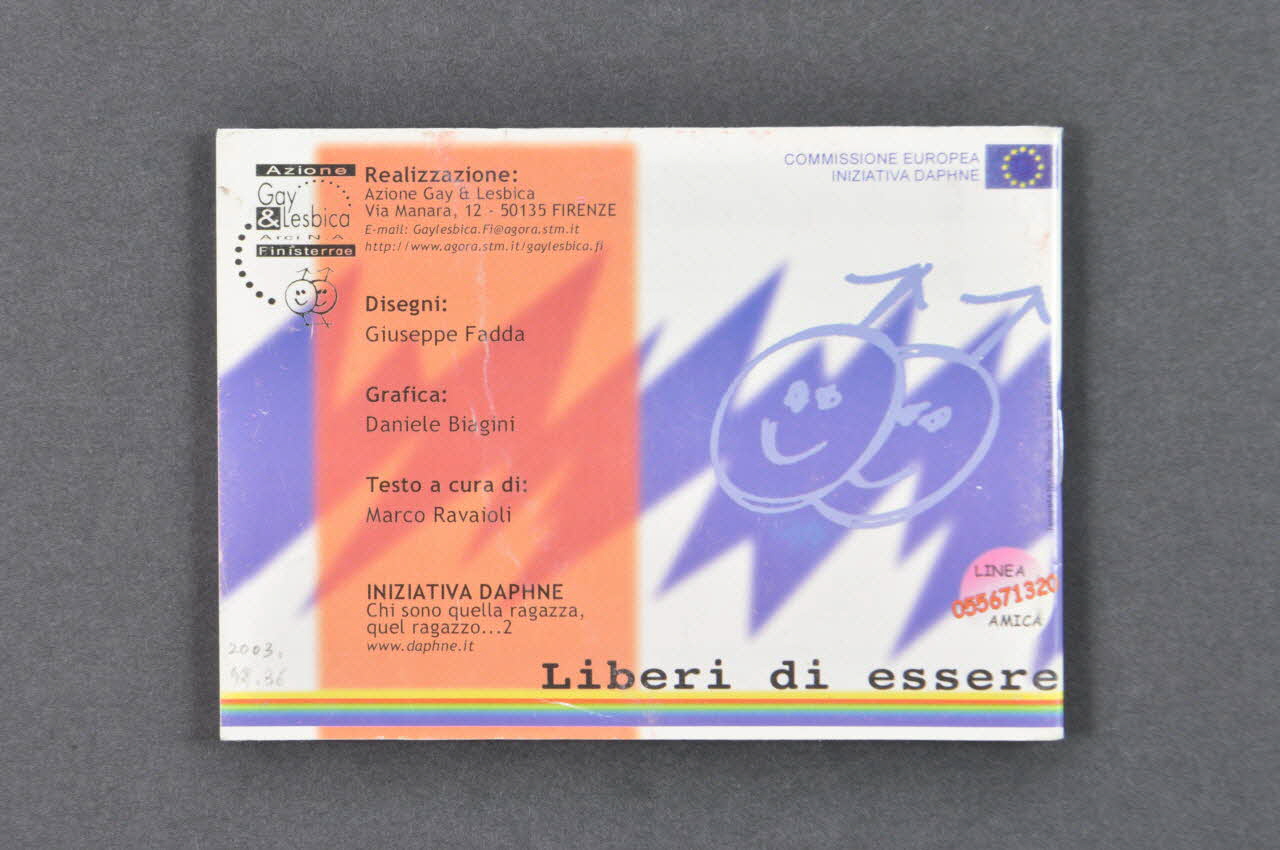 Azione
Gay
& Lesbica
Arci N.A.
Finisterrae
Realizzazione:
Azione Gay & Lesbica
Via Manara, 12 - 50135 FIRENZE
E-mail: Gaylesbica.Fi@agora.stm.it
http://www.agora.stm.it/gaylesbica.fi
COMMISSIONE EUROPEA
INIZIATIVA DAPHNE
Disegni:
Giuseppe Fadda
Grafica:
Daniele Biagini
Testo a cura di:
Marco Ravaioli
INIZIATIVA DAPHNE
Chi sono quella ragazza,
quel ragazzo...2
www.daphne.it
LINEA
055671320
AMICA
2003.
Liberi di essere